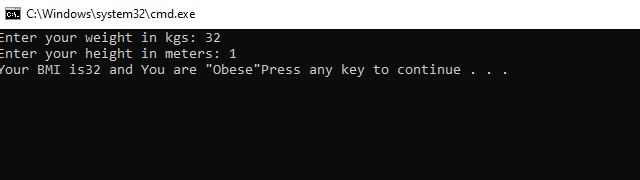 C:\Windows\system32\cmd.exe
Enter your weight in kgs: 32
Enter your height in meters: 1
Your BMI is32 and You are "Obese"Press any key to continue . . .